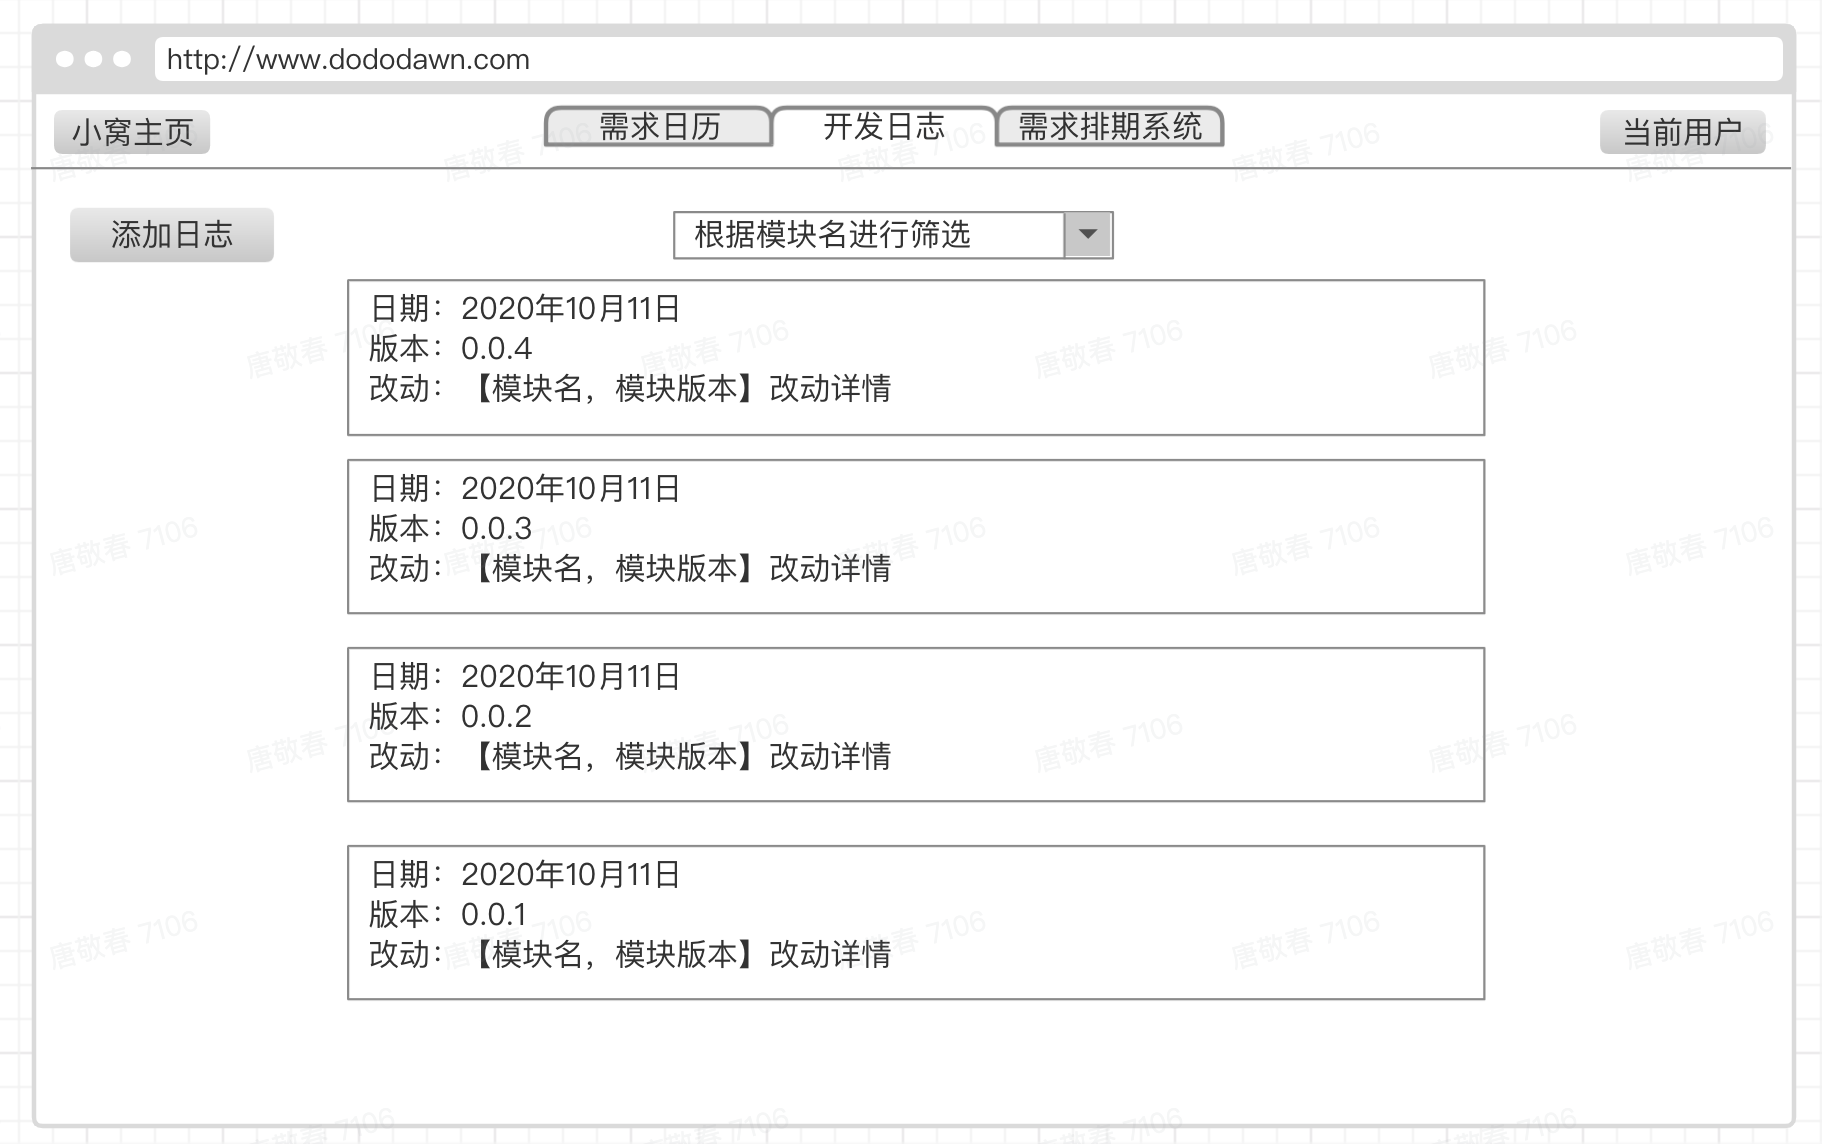 http://www.dododawn.com
小窝主页
需求日历
开发日志
需求排期系统
当前用户
添加日志
根据模块名进行筛选
日期：2020年10月11日
版本：0.0.4
改动：【模块名，模块版本】改动详情
日期：2020年10月11日
版本：0.0.3
改动：【模块名，模块版本】改动详情
日期：2020年10月11日
版本：0.0.2
改动：【模块名，模块版本】改动详情
日期：2020年10月11日
版本：0.0.1
改动：【模块名，模块版本】改动详情
唐敬春 7106